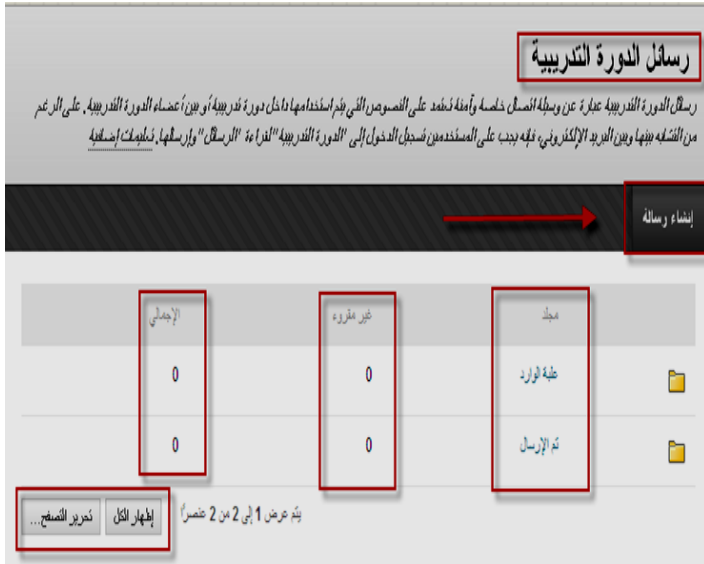 رسائل الدورة التدريبية
رسائل الدورة التدريبية عبارة عن وسيلة اتصال خاصة وآمنة تعتمد على النصوص التي يتم استخدامها داخل دورة تدريبية أو بين أعضاء الدورة التدريبية. على الرغم
من التشابه بينها وبين البريد الإلكتروني، فإنه يجب على المستخدمين تسجيل الدخول إلى "الدورة التدريبية" لقراءة "الرسائل" وإرسالها. تعليمات إضافية
إنشاء رسالة
مجلد غير مقروء الإجمالي
علبة الوارد 0 0
تم الإرسال 0 0
يتم عرض 1 إلى 2 من 2 عنصرًا إظهار الكل تحرير التصفح...